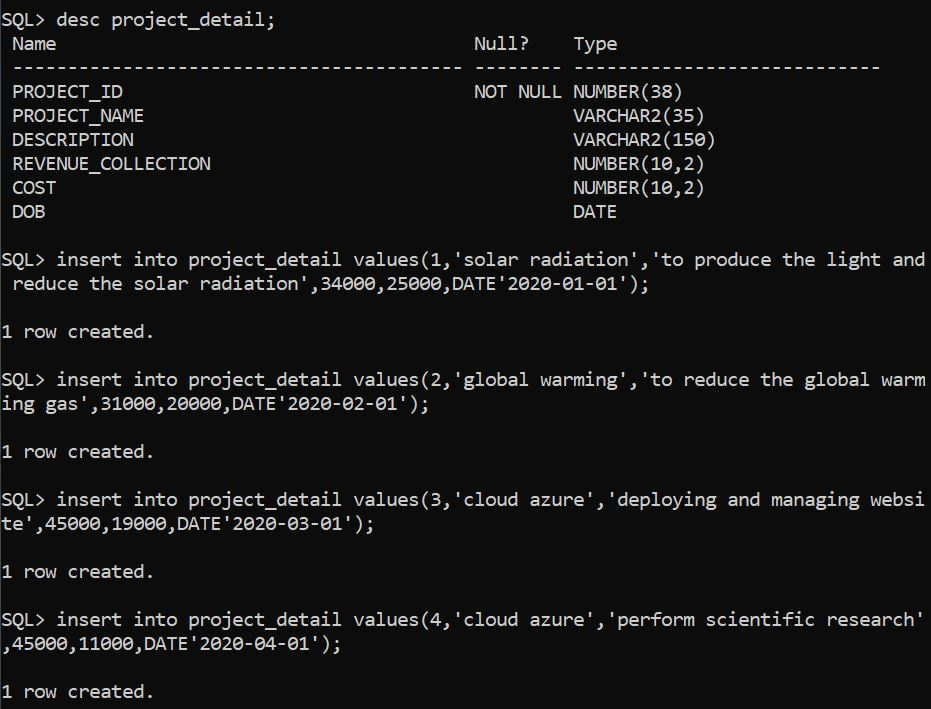 SQL> desc project_detail;
Name Null? Type
----------------------------------------- -------- ----------------------------
PROJECT_ID NOT NULL NUMBER(38)
PROJECT_NAME VARCHAR2(35)
DESCRIPTION VARCHAR2(150)
REVENUE_COLLECTION NUMBER(10,2)
COST NUMBER(10,2)
DOB DATE
SQL> insert into project_detail values(1,'solar radiation','to produce the light and
reduce the solar radiation',34000,25000,DATE'2020-01-01');
1 row created.
SQL> insert into project_detail values(2,'global warming','to reduce the global warm
ing gas',31000,20000,DATE'2020-02-01');
1 row created.
SQL> insert into project_detail values(3,'cloud azure','deploying and managing websi
te',45000,19000,DATE'2020-03-01');
1 row created.
SQL> insert into project_detail values(4,'cloud azure','perform scientific research'
,45000,11000,DATE'2020-04-01');
1 row created.